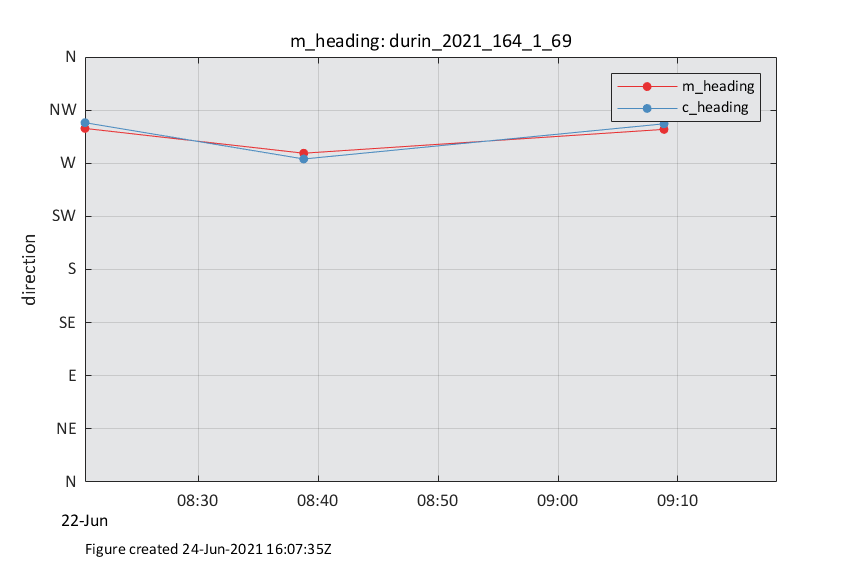 m_heading: durin_2021_164_1_69
N
NW
W
SW
S
SE
E
NE
N
direction
m_heading
c_heading
08:30 08:40 08:50 09:00 09:10
22-Jun
Figure created 24-Jun-2021 16:07:35Z